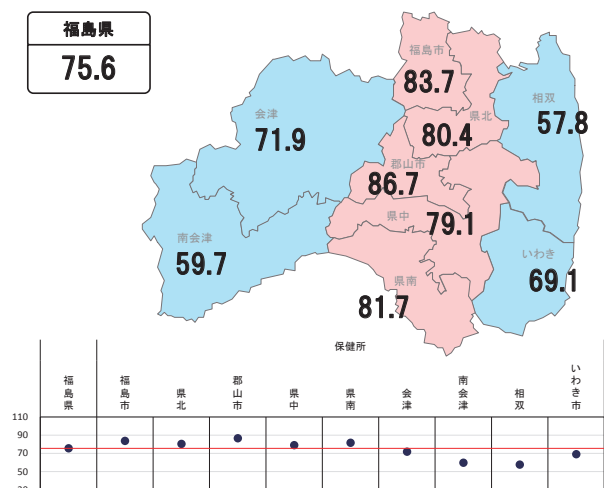 福島県
75.6
福島市
83.7
県北
80.4
相双
57.8
会津
71.9
郡山市
86.7
県中
79.1
南会津
59.7
いわき
69.1
県南
81.7
保健所
福島県
福島市
県北
郡山市
県中
県南
会津
南会津
相双
いわき市
110
90
70
50